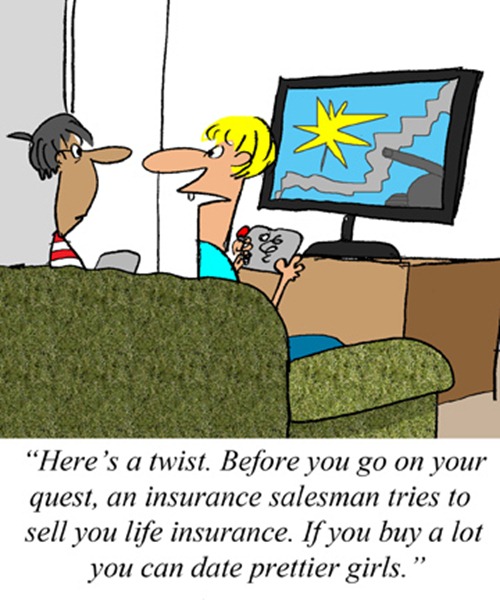 “Here’s a twist. Before you go on your
quest, an insurance salesman tries to
sell you life insurance. If you buy a lot
you can date prettier girls.”